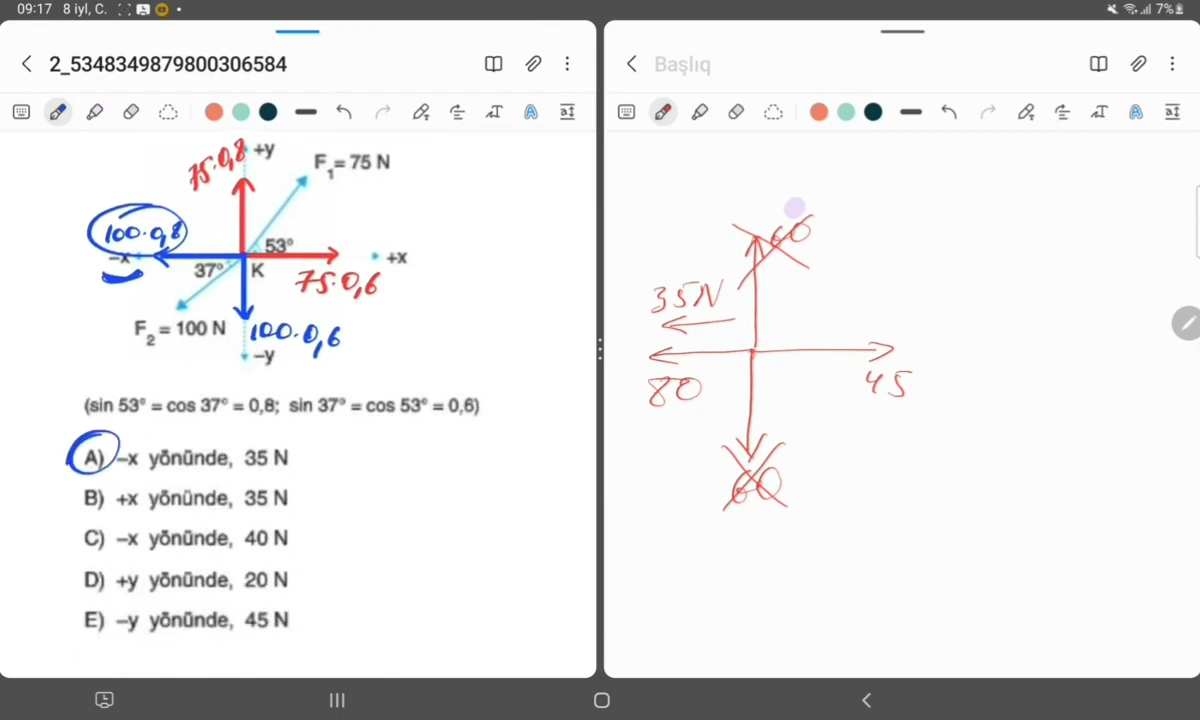 09:17 8 iyl, C. 7%
2_5348349879800306584
75·0,8 +y
F₁= 75 N
100·0,8
53°
–x 37° K +x
75·0,6
F₂ = 100 N 100·0,6
–y
(sin 53° = cos 37° = 0,8; sin 37° = cos 53° = 0,6)
A) –x yönünde, 35 N
B) +x yönünde, 35 N
C) –x yönünde, 40 N
D) +y yönünde, 20 N
E) –y yönünde, 45 N
Başlıq
60
35N
80 45
60